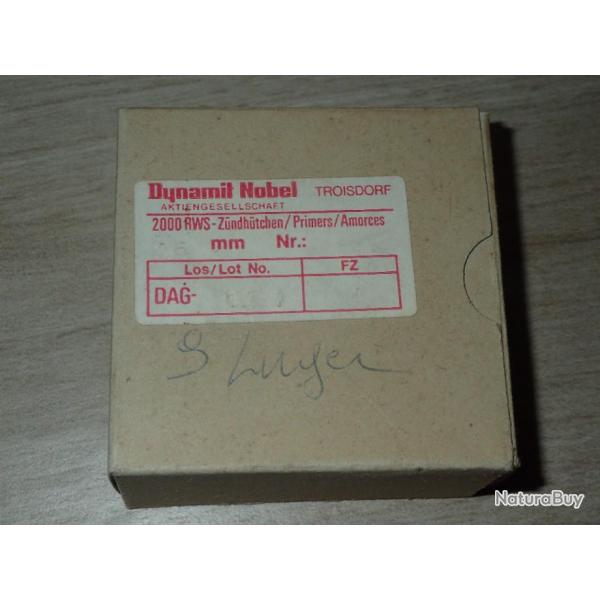 Dynamit Nobel TROISDORF
AKTIENGESELLSCHAFT
2000 RWS-Zündhütchen/Primers/Amorces
mm Nr.:
Los/Lot No. FZ
DAG-
9 Luger
NaturaBuy